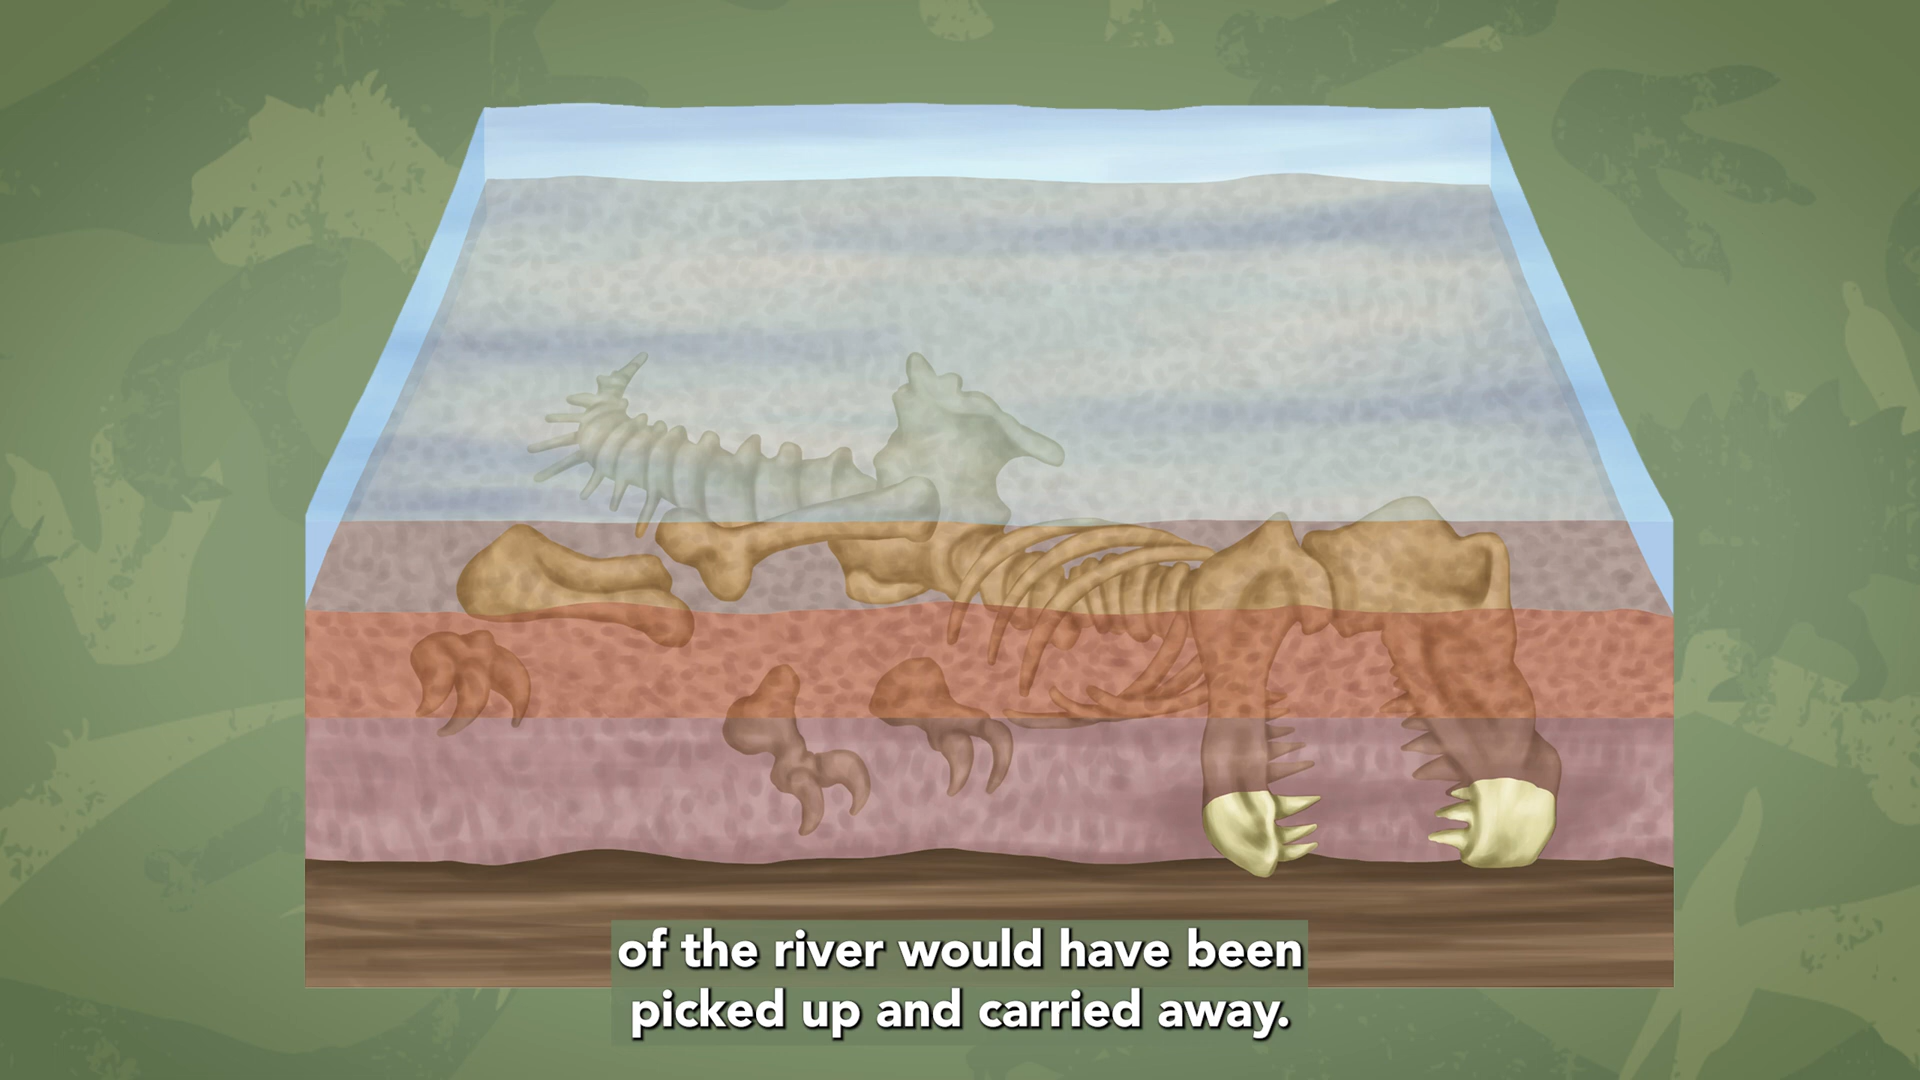 of the river would have been
picked up and carried away.